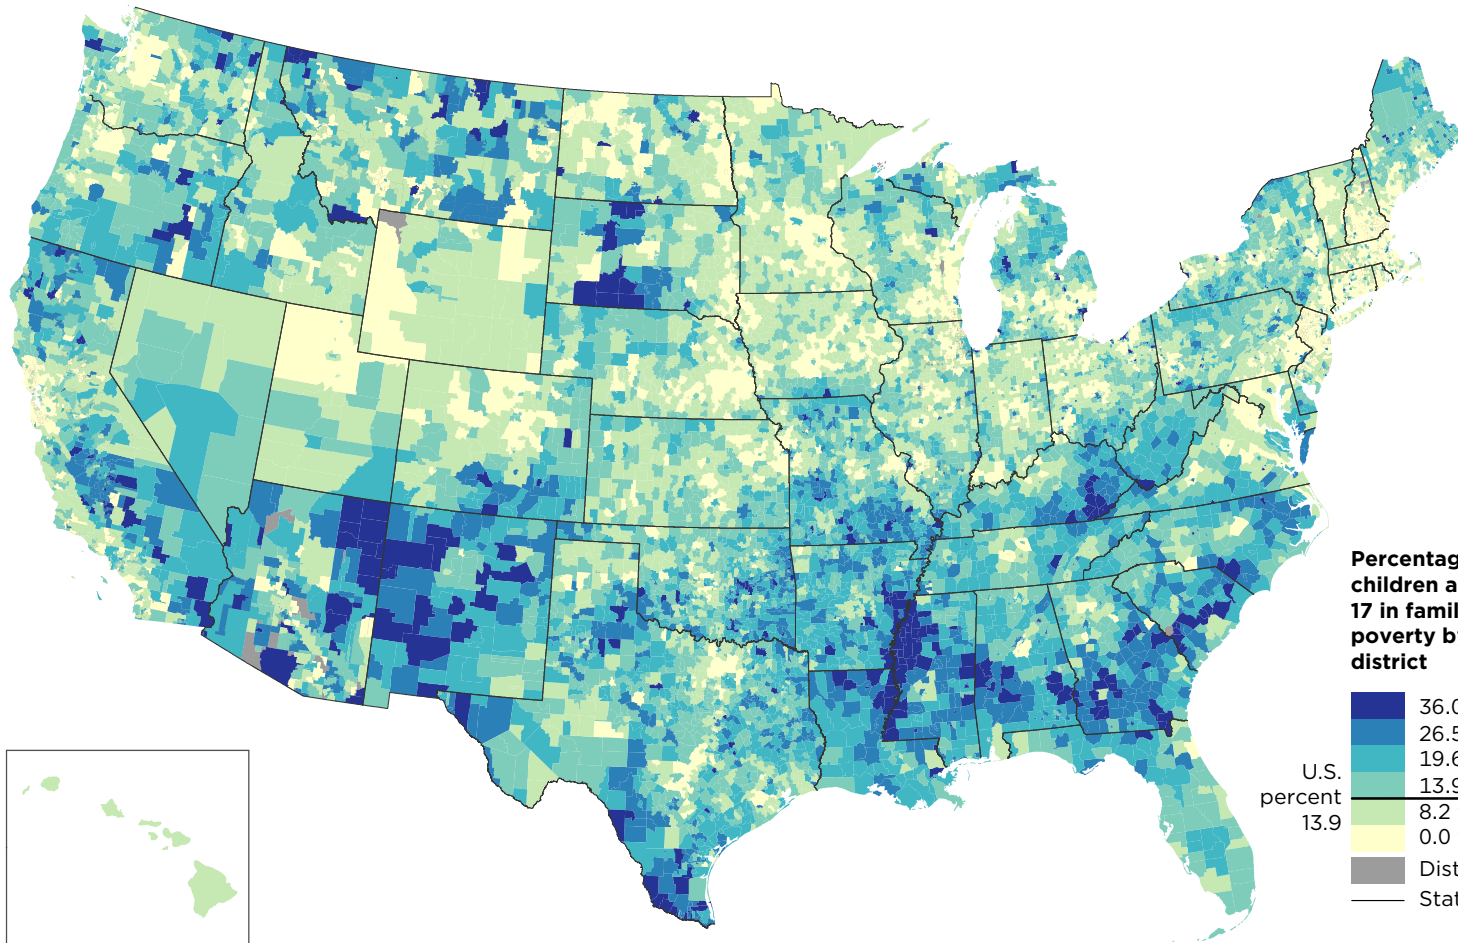 Percentag
children a
17 in famil
poverty b
district
36.0
26.5
19.6
13.9
8.2
0.0
Dist
Stat
U.S.
percent
13.9